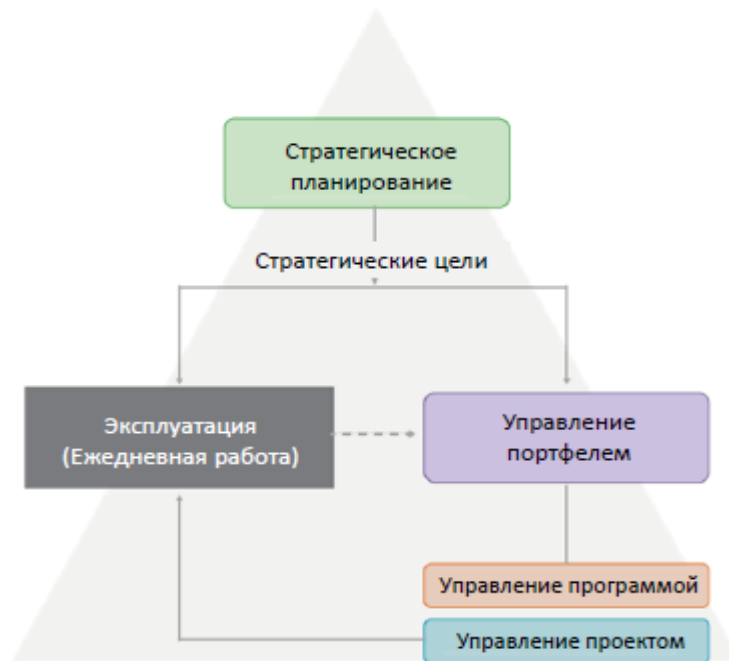 Стратегическое
планирование
Стратегические цели
Эксплуатация
(Ежедневная работа)
Управление
портфелем
Управление программой
Управление проектом